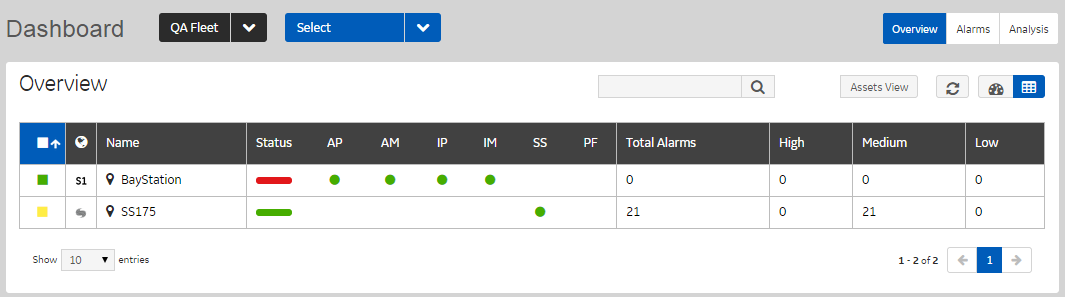 Dashboard QA Fleet Select Overview Alarms Analysis
Overview Assets View
Name Status AP AM IP IM SS PF Total Alarms High Medium Low
S1 BayStation 0 0 0 0
SS175 21 0 21 0
Show 10 entries 1 - 2 of 2 1